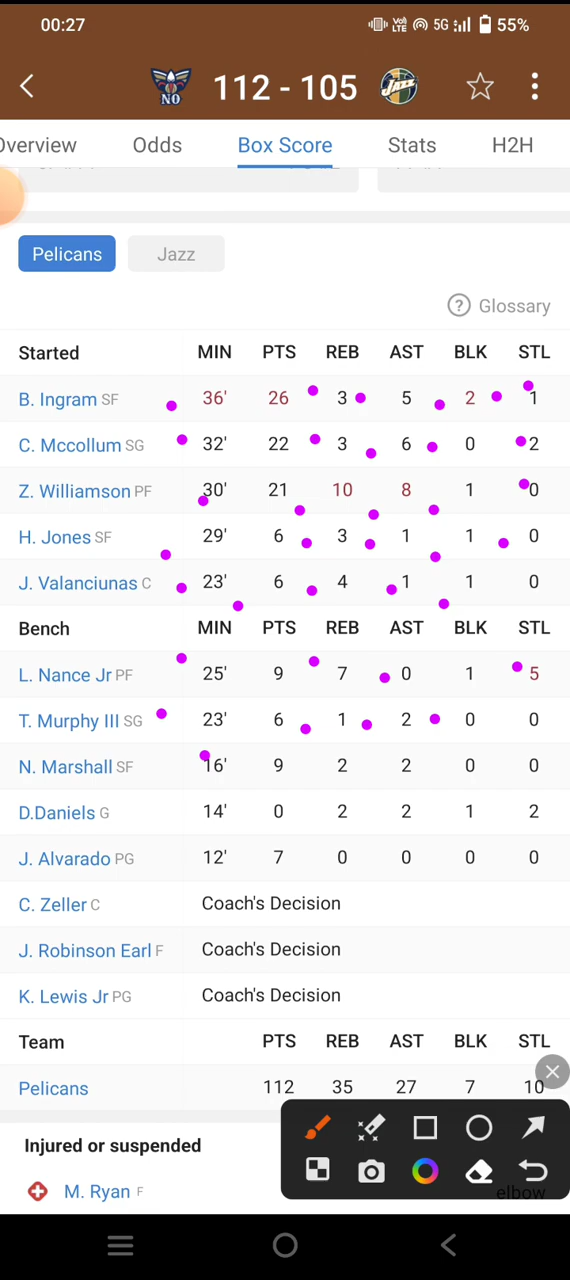 00:27 Vo) LTE 5G 55%
NO 112 - 105 Jazz
Overview Odds Box Score Stats H2H
Pelicans Jazz
? Glossary
Started MIN PTS REB AST BLK STL
B. Ingram SF 36' 26 3 5 2 1
C. Mccollum SG 32' 22 3 6 0 2
Z. Williamson PF 30' 21 10 8 1 0
H. Jones SF 29' 6 3 1 1 0
J. Valanciunas C 23' 6 4 1 1 0
Bench MIN PTS REB AST BLK STL
L. Nance Jr PF 25' 9 7 0 1 5
T. Murphy III SG 23' 6 1 2 0 0
N. Marshall SF 16' 9 2 2 0 0
D.Daniels G 14' 0 2 2 1 2
J. Alvarado PG 12' 7 0 0 0 0
C. Zeller C Coach's Decision
J. Robinson Earl F Coach's Decision
K. Lewis Jr PG Coach's Decision
Team PTS REB AST BLK STL
Pelicans 112 35 27 7 10
Injured or suspended
M. Ryan F elbow